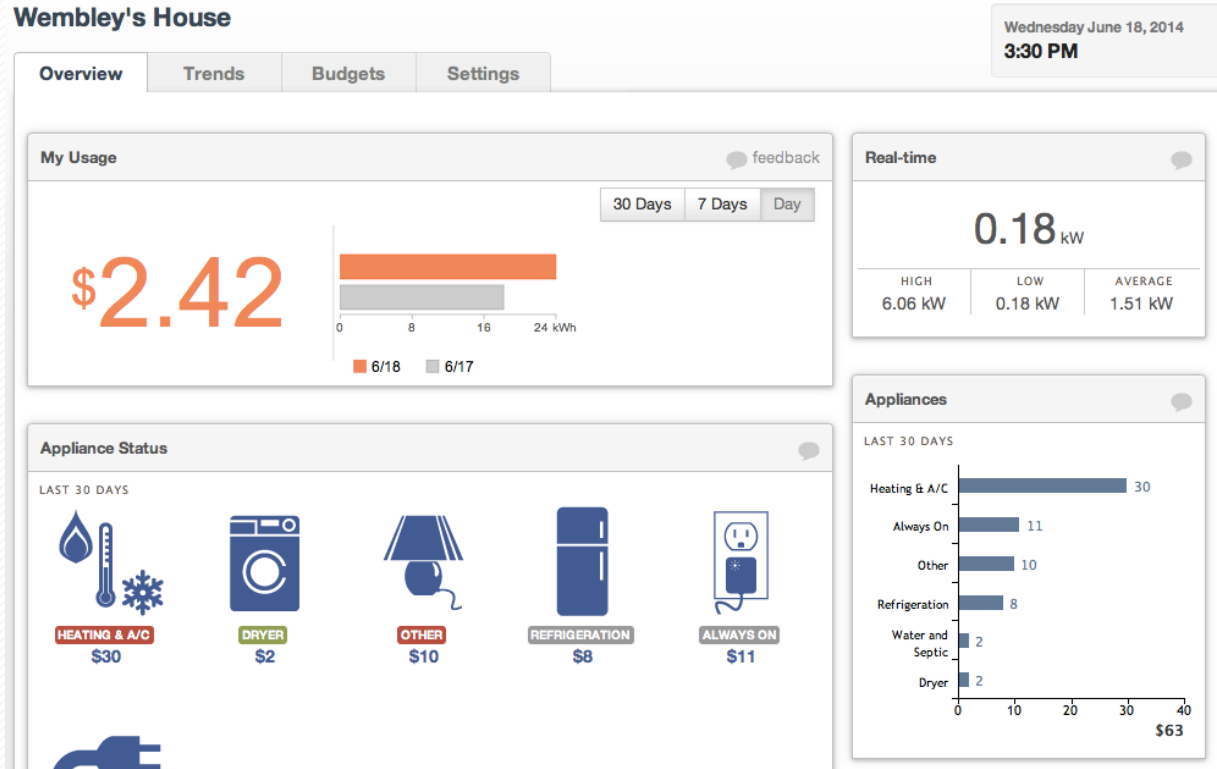 Wembley's House
Wednesday June 18, 2014
3:30 PM
Overview
Trends
Budgets
Settings
My Usage
feedback
30 Days
7 Days
Day
$2.42
0
8
16
24 kWh
6/18
6/17
Real-time
0.18 kW
HIGH
LOW
AVERAGE
6.06 kW
0.18 kW
1.51 kW
Appliance Status
LAST 30 DAYS
HEATING & A/C
$30
DRYER
$2
OTHER
$10
REFRIGERATION
$8
ALWAYS ON
$11
Appliances
LAST 30 DAYS
Heating & A/C
30
Always On
11
Other
10
Refrigeration
8
Water and
Septic
2
Dryer
2
0
10
20
30
40
$63